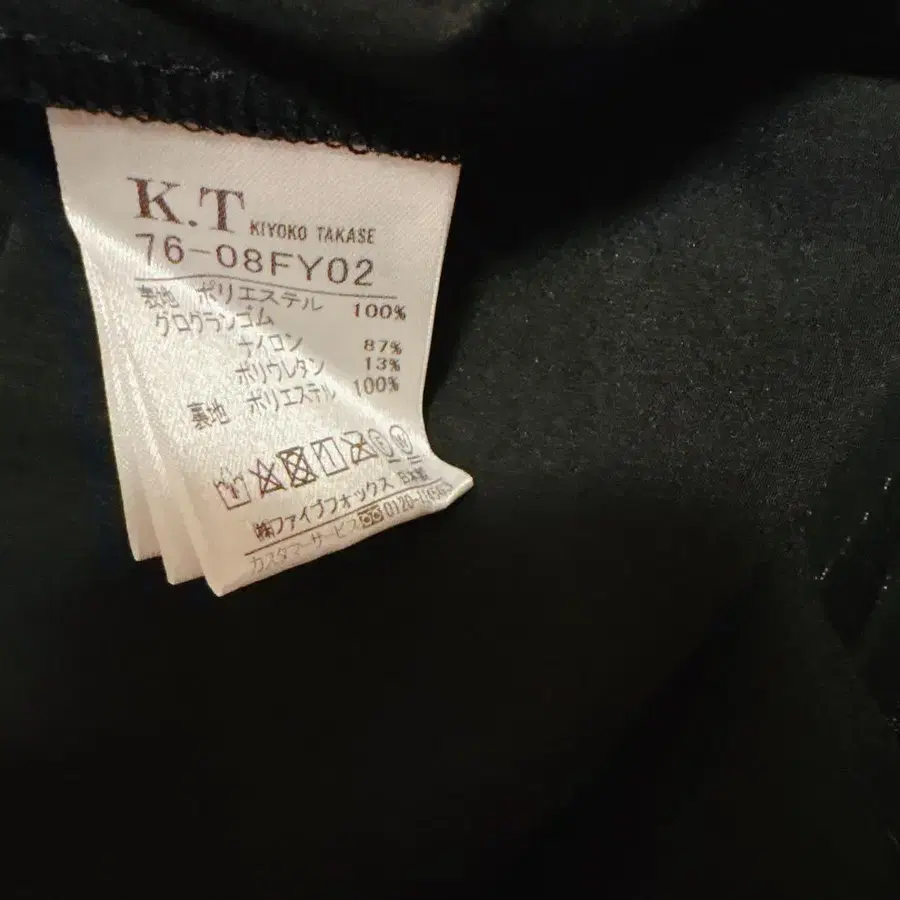 K.T KIYOKO TAKASE
76-08FY02
表地 ポリエステル 100%
グログランゴム
ナイロン 87%
ポリウレタン 13%
裏地 ポリエステル 100%
㈱ファイブフォックス 日本製
カスタマーサービス